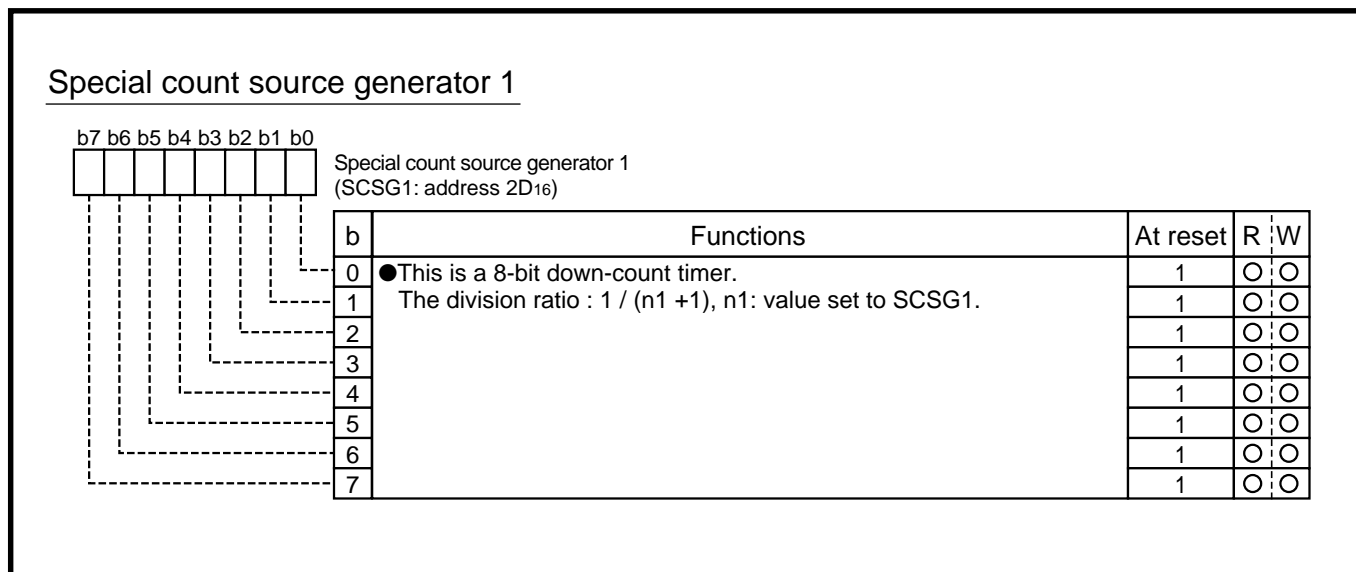 Special count source generator 1
b7 b6 b5 b4 b3 b2 b1 b0
Special count source generator 1
(SCSG1: address 2D16)
b Functions At reset R W
0 ●This is a 8-bit down-count timer. 1 ○ ○
1 The division ratio : 1 / (n1 +1), n1: value set to SCSG1. 1 ○ ○
2 1 ○ ○
3 1 ○ ○
4 1 ○ ○
5 1 ○ ○
6 1 ○ ○
7 1 ○ ○